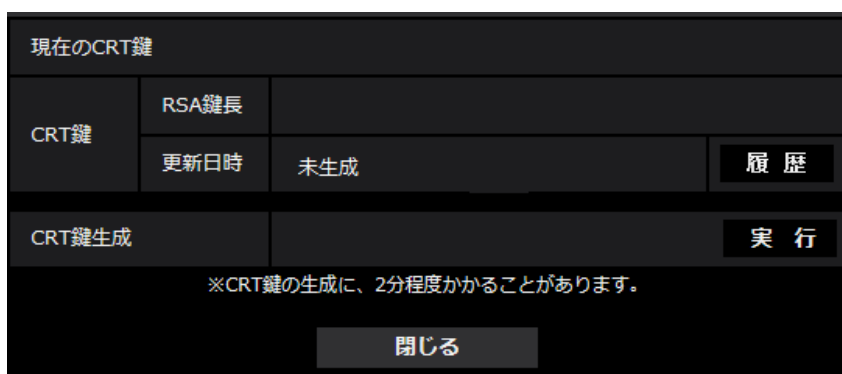 現在のCRT鍵
CRT鍵
RSA鍵長
更新日時 未生成 履 歴
CRT鍵生成 実 行
※CRT鍵の生成に、2分程度かかることがあります。
閉じる